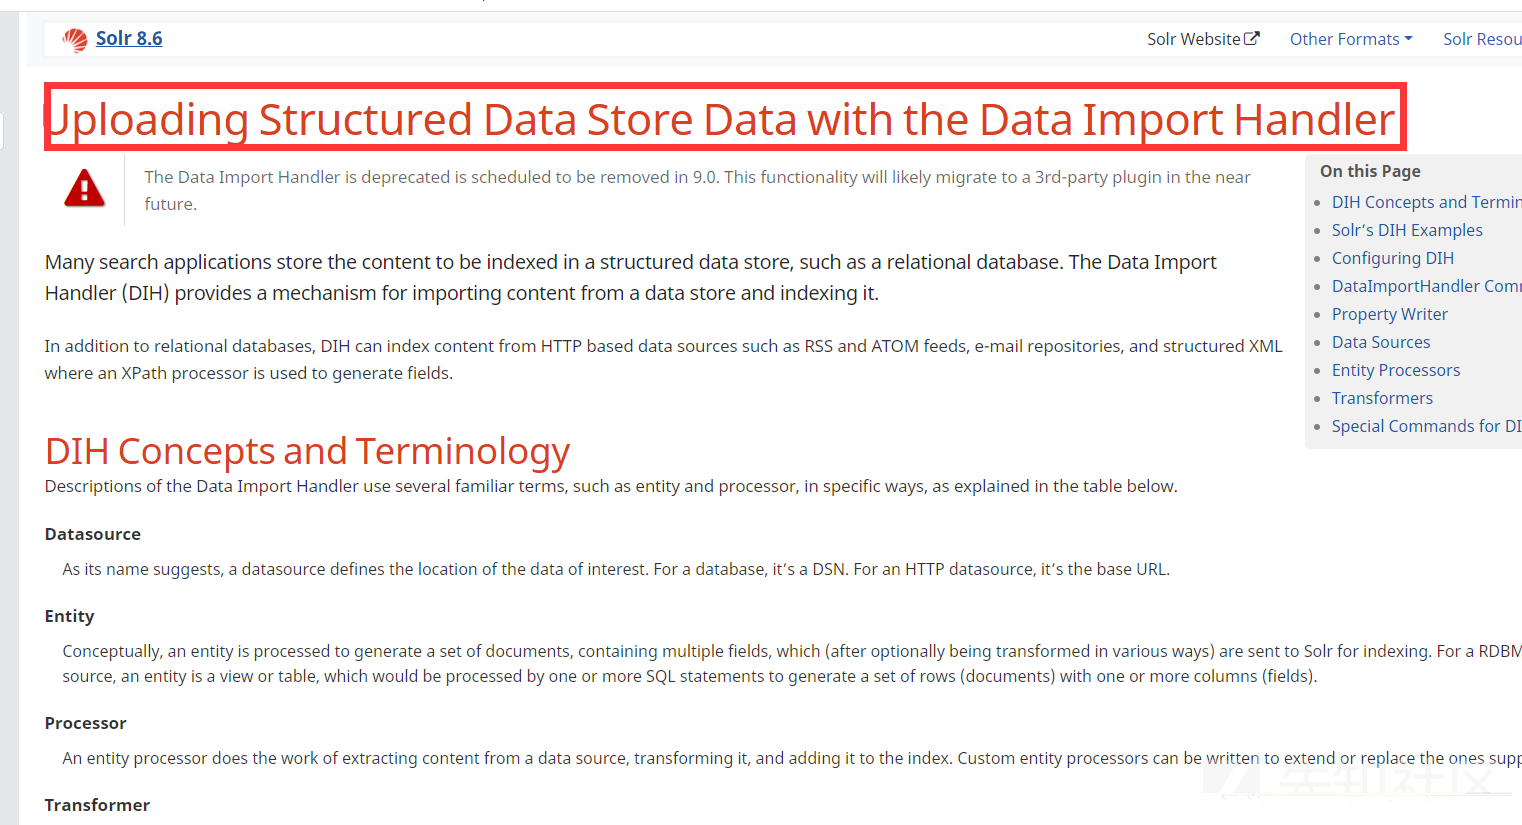 Solr 8.6
Solr Website
Other Formats
Solr Resou
Uploading Structured Data Store Data with the Data Import Handler
The Data Import Handler is deprecated is scheduled to be removed in 9.0. This functionality will likely migrate to a 3rd-party plugin in the near
future.
On this Page
DIH Concepts and Termin
Solr's DIH Examples
Configuring DIH
DataImportHandler Com
Property Writer
Data Sources
Entity Processors
Transformers
Special Commands for DI
Many search applications store the content to be indexed in a structured data store, such as a relational database. The Data Import
Handler (DIH) provides a mechanism for importing content from a data store and indexing it.
In addition to relational databases, DIH can index content from HTTP based data sources such as RSS and ATOM feeds, e-mail repositories, and structured XML
where an XPath processor is used to generate fields.
DIH Concepts and Terminology
Descriptions of the Data Import Handler use several familiar terms, such as entity and processor, in specific ways, as explained in the table below.
Datasource
As its name suggests, a datasource defines the location of the data of interest. For a database, it's a DSN. For an HTTP datasource, it's the base URL.
Entity
Conceptually, an entity is processed to generate a set of documents, containing multiple fields, which (after optionally being transformed in various ways) are sent to Solr for indexing. For a RDBM
source, an entity is a view or table, which would be processed by one or more SQL statements to generate a set of rows (documents) with one or more columns (fields).
Processor
An entity processor does the work of extracting content from a data source, transforming it, and adding it to the index. Custom entity processors can be written to extend or replace the ones supp
先知社区
Transformer